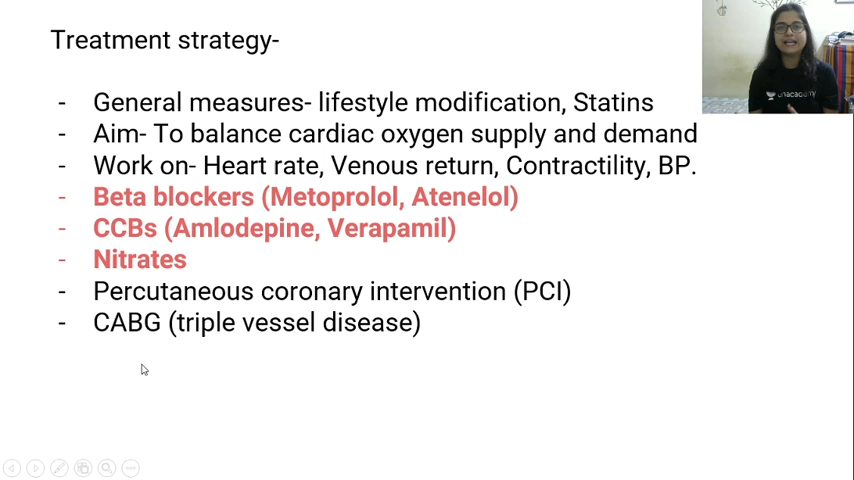 Treatment strategy-
- General measures- lifestyle modification, Statins
- Aim- To balance cardiac oxygen supply and demand
- Work on- Heart rate, Venous return, Contractility, BP.
- Beta blockers (Metoprolol, Atenelol)
- CCBs (Amlodepine, Verapamil)
- Nitrates
- Percutaneous coronary intervention (PCI)
- CABG (triple vessel disease)
unacademy